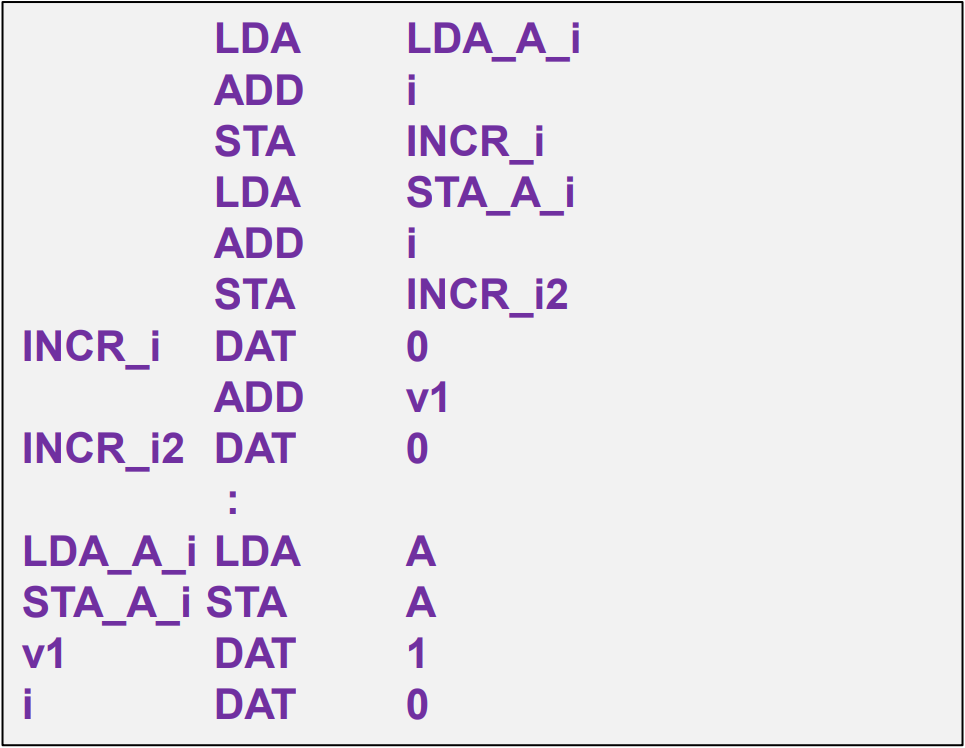 LDA LDA_A_i
ADD i
STA INCR_i
LDA STA_A_i
ADD i
STA INCR_i2
INCR_i DAT 0
ADD v1
INCR_i2 DAT 0
:
LDA_A_i LDA A
STA_A_i STA A
v1 DAT 1
i DAT 0